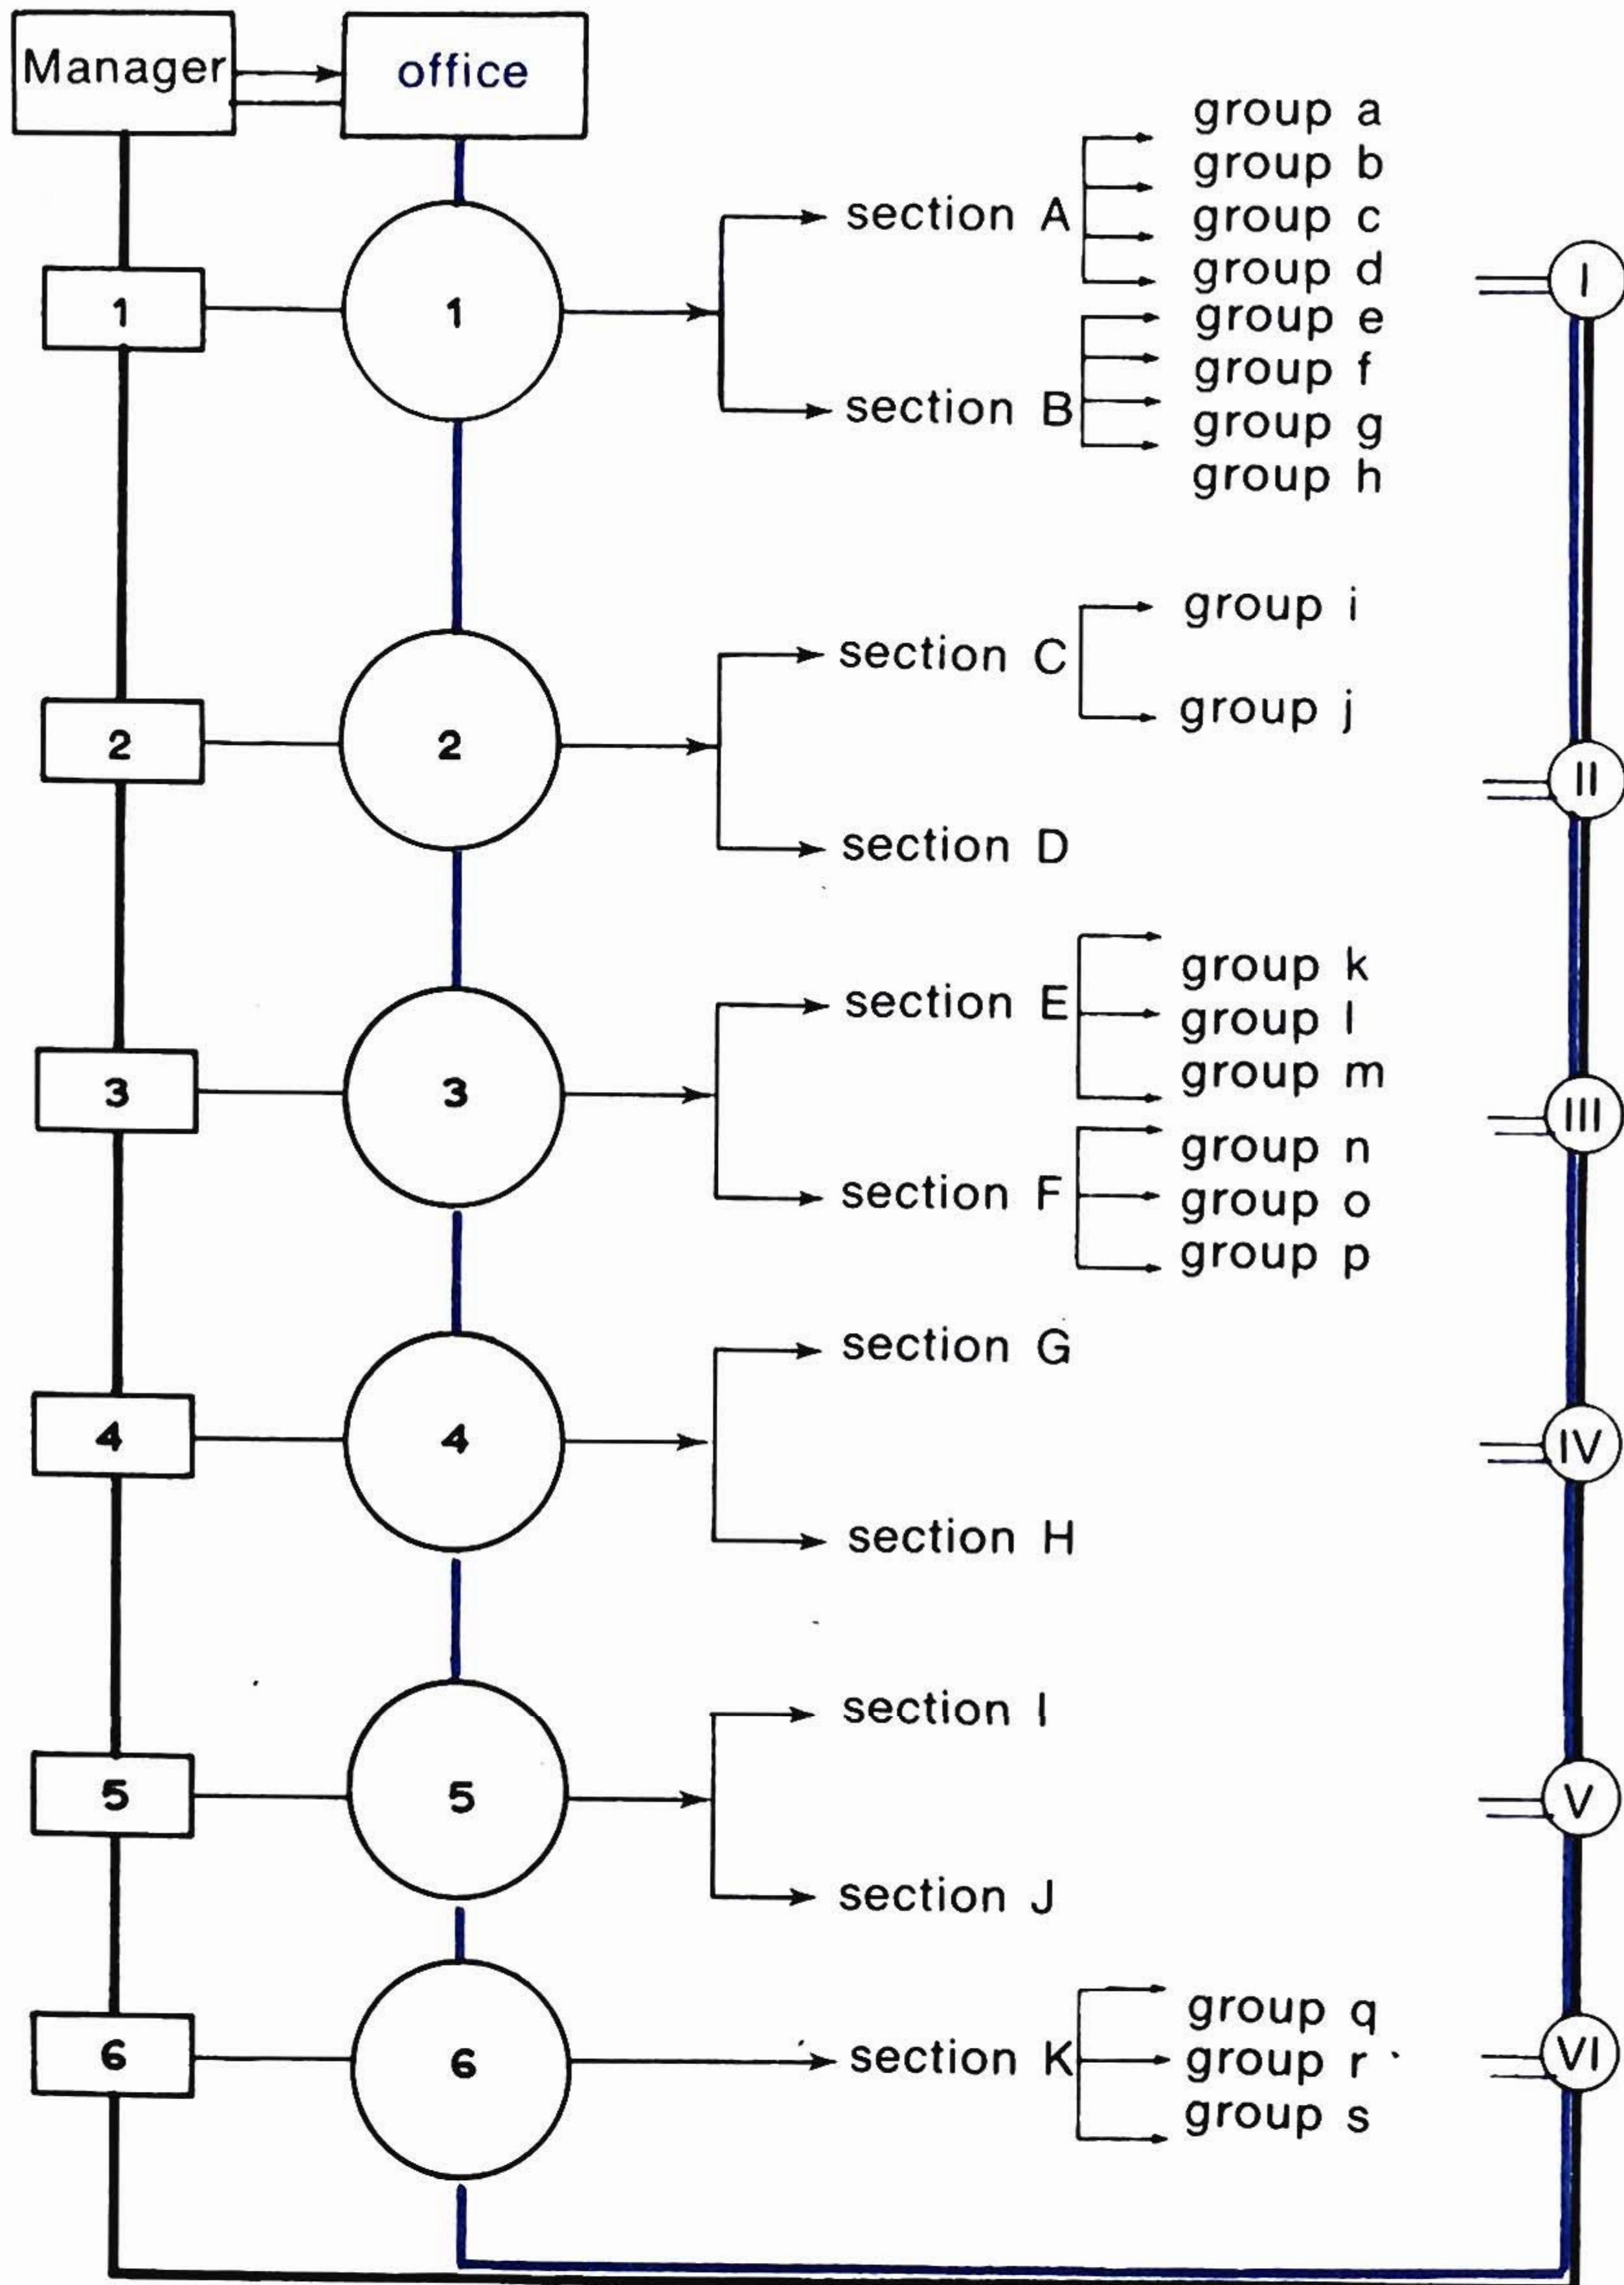 Manager
office
group a
group b
section A
group c
group d
I
1
1
group e
group f
section B
group g
group h
group i
section C
group j
2
2
II
section D
group k
section E
group l
group m
3
3
III
group n
section F
group o
group p
section G
4
4
IV
section H
section I
5
5
V
section J
group q
6
6
section K
group r
VI
group s